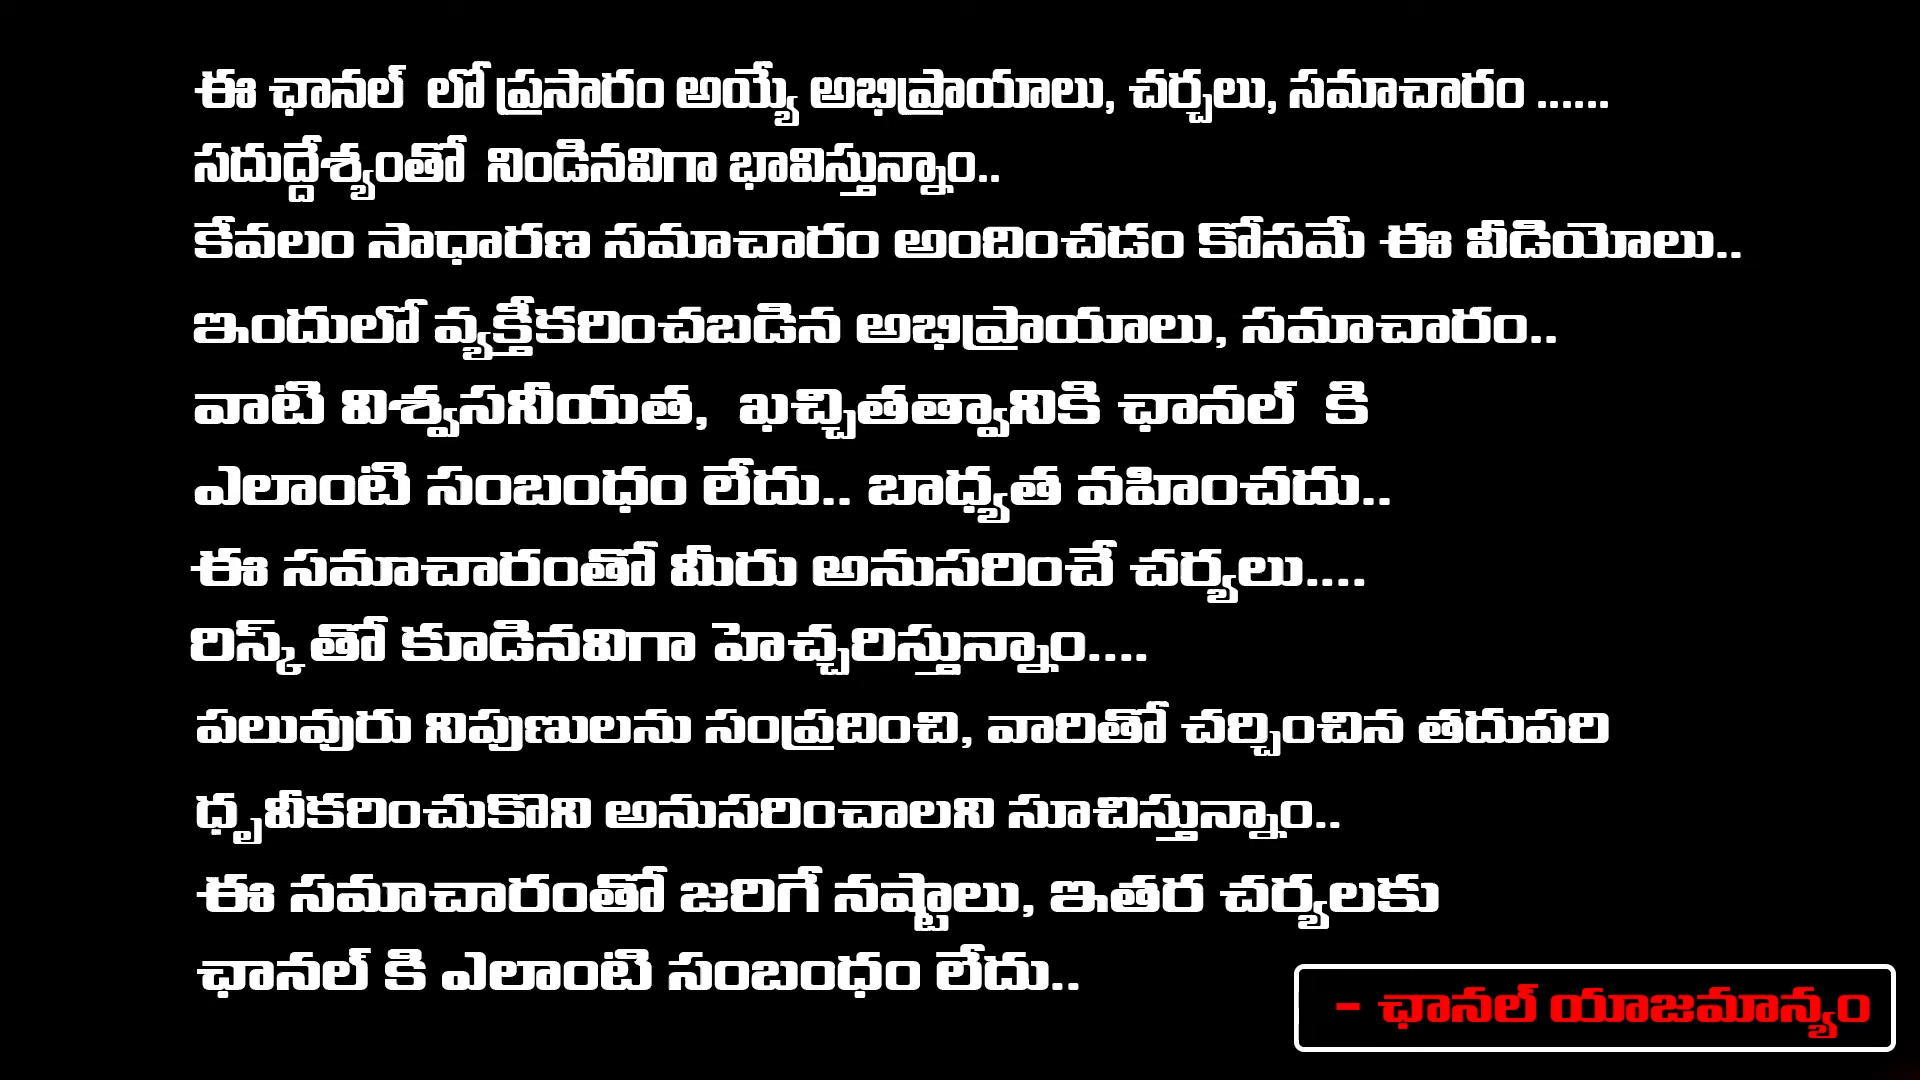 ఈ ఛానల్ లో ప్రసారం అయ్యే అభిప్రాయాలు, చర్చలు, సమాచారం ......
సదుద్దేశ్యంతో నిండినవిగా భావిస్తున్నాం..
కేవలం సాధారణ సమాచారం అందించడం కోసమే ఈ వీడియోలు..
ఇందులో వ్యక్తీకరించబడిన అభిప్రాయాలు, సమాచారం..
వాటి విశ్వసనీయత, ఖచ్చితత్వానికి ఛానల్ కి
ఎలాంటి సంబంధం లేదు.. బాధ్యత వహించదు..
ఈ సమాచారంతో మీరు అనుసరించే చర్యలు....
రిస్క్ తో కూడినవిగా హెచ్చరిస్తున్నాం....
పలువురు నిపుణులను సంప్రదించి, వారితో చర్చించిన తదుపరి
ధృవీకరించుకొని అనుసరించాలని సూచిస్తున్నాం..
ఈ సమాచారంతో జరిగే నష్టాలు, ఇతర చర్యలకు
ఛానల్ కి ఎలాంటి సంబంధం లేదు..
- ఛానల్ యాజమాన్యం